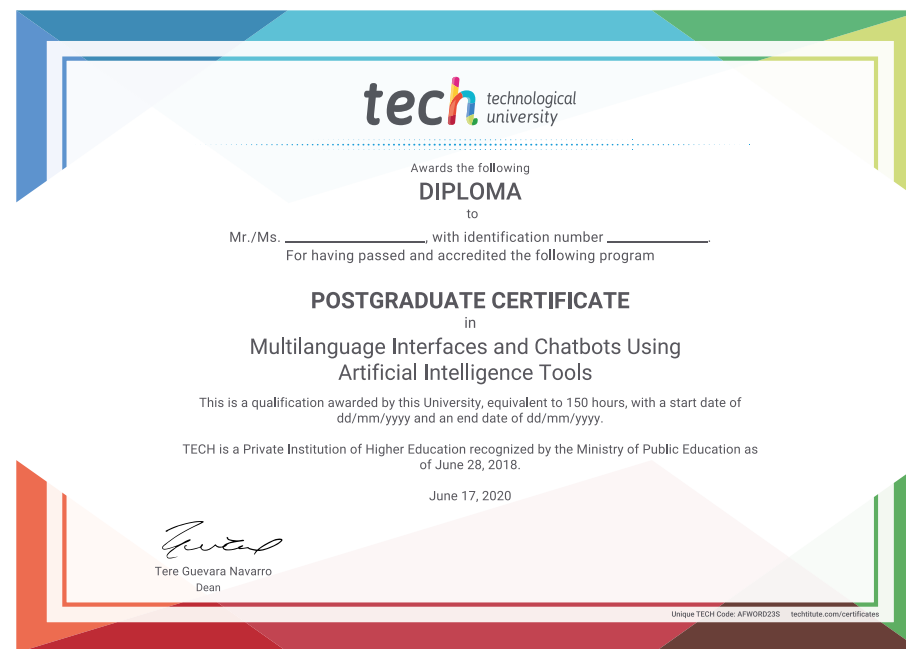 tech technological
university
Awards the following
DIPLOMA
to
Mr./Ms. ____________________, with identification number _______________.
For having passed and accredited the following program
POSTGRADUATE CERTIFICATE
in
Multilanguage Interfaces and Chatbots Using
Artificial Intelligence Tools
This is a qualification awarded by this University, equivalent to 150 hours, with a start date of
dd/mm/yyyy and an end date of dd/mm/yyyy.
TECH is a Private Institution of Higher Education recognized by the Ministry of Public Education as
of June 28, 2018.
June 17, 2020
Tere Guevara Navarro
Dean
Unique TECH Code: AFWORD23S techtitute.com/certificates